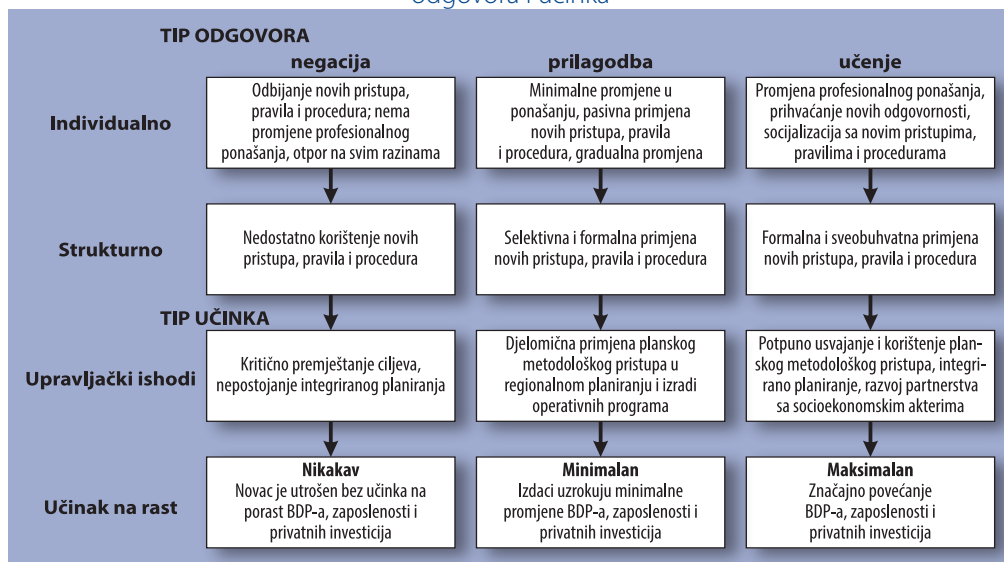 odgovora i učinka
TIP ODGOVORA
negacija
prilagodba
učenje
Individualno
Odbijanje novih pristupa,
pravila i procedura; nema
promjene profesionalnog
ponašanja, otpor na svim razinama
Minimalne promjene u
ponašanju, pasivna primjena
novih pristupa, pravila
i procedura, gradualna promjena
Promjena profesionalnog ponašanja,
prihvaćanje novih odgovornosti,
socijalizacija sa novim pristupima,
pravilima i procedurama
Strukturno
Nedostatno korištenje novih
pristupa, pravila i procedura
Selektivna i formalna primjena
novih pristupa, pravila i procedura
Formalna i sveobuhvatna primjena
novih pristupa, pravila i procedura
TIP UČINKA
Upravljački ishodi
Kritično premještanje ciljeva,
nepostojanje integriranog planiranja
Djelomična primjena planskog
metodološkog pristupa u
regionalnom planiranju i izradi
operativnih programa
Potpuno usvajanje i korištenje plan-
skog metodološkog pristupa, integri-
rano planiranje, razvoj partnerstva
sa socioekonomskim akterima
Učinak na rast
Nikakav
Novac je utrošen bez učinka na
porast BDP-a, zaposlenosti i
privatnih investicija
Minimalan
Izdaci uzrokuju minimalne
promjene BDP-a, zaposlenosti i
privatnih investicija
Maksimalan
Značajno povećanje
BDP-a, zaposlenosti i
privatnih investicija